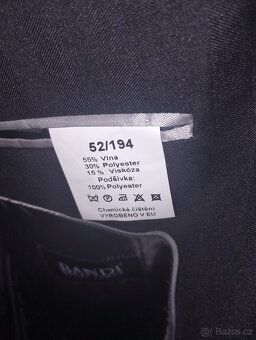 52/194
55% Vlna
30% Polyester
15 % Viskóza
Podšívka:
100% Polyester
Chemické čištění
VYROBENO V EU
BANDI
Bazos.cz